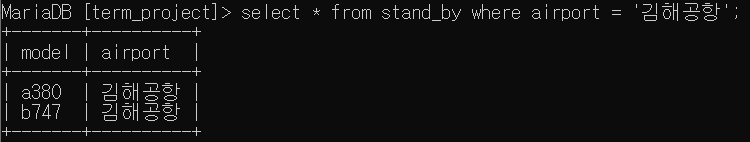 MariaDB [term_project]> select * from stand_by where airport = '김해공항';
+-------+----------+
| model | airport  |
+-------+----------+
| a380  | 김해공항 |
| b747  | 김해공항 |
+-------+----------+